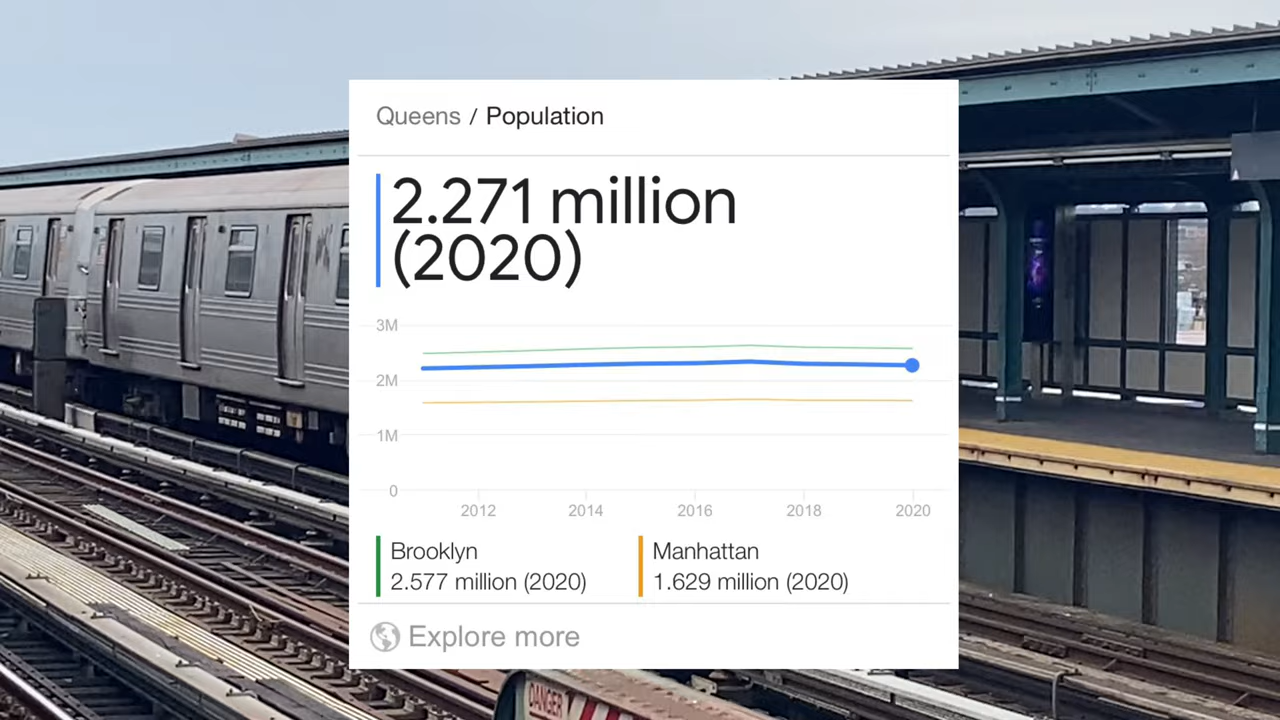 Queens / Population
2.271 million
(2020)
3M
2M
1M
0
2012 2014 2016 2018 2020
Brooklyn
2.577 million (2020)
Manhattan
1.629 million (2020)
Explore more
DANGER